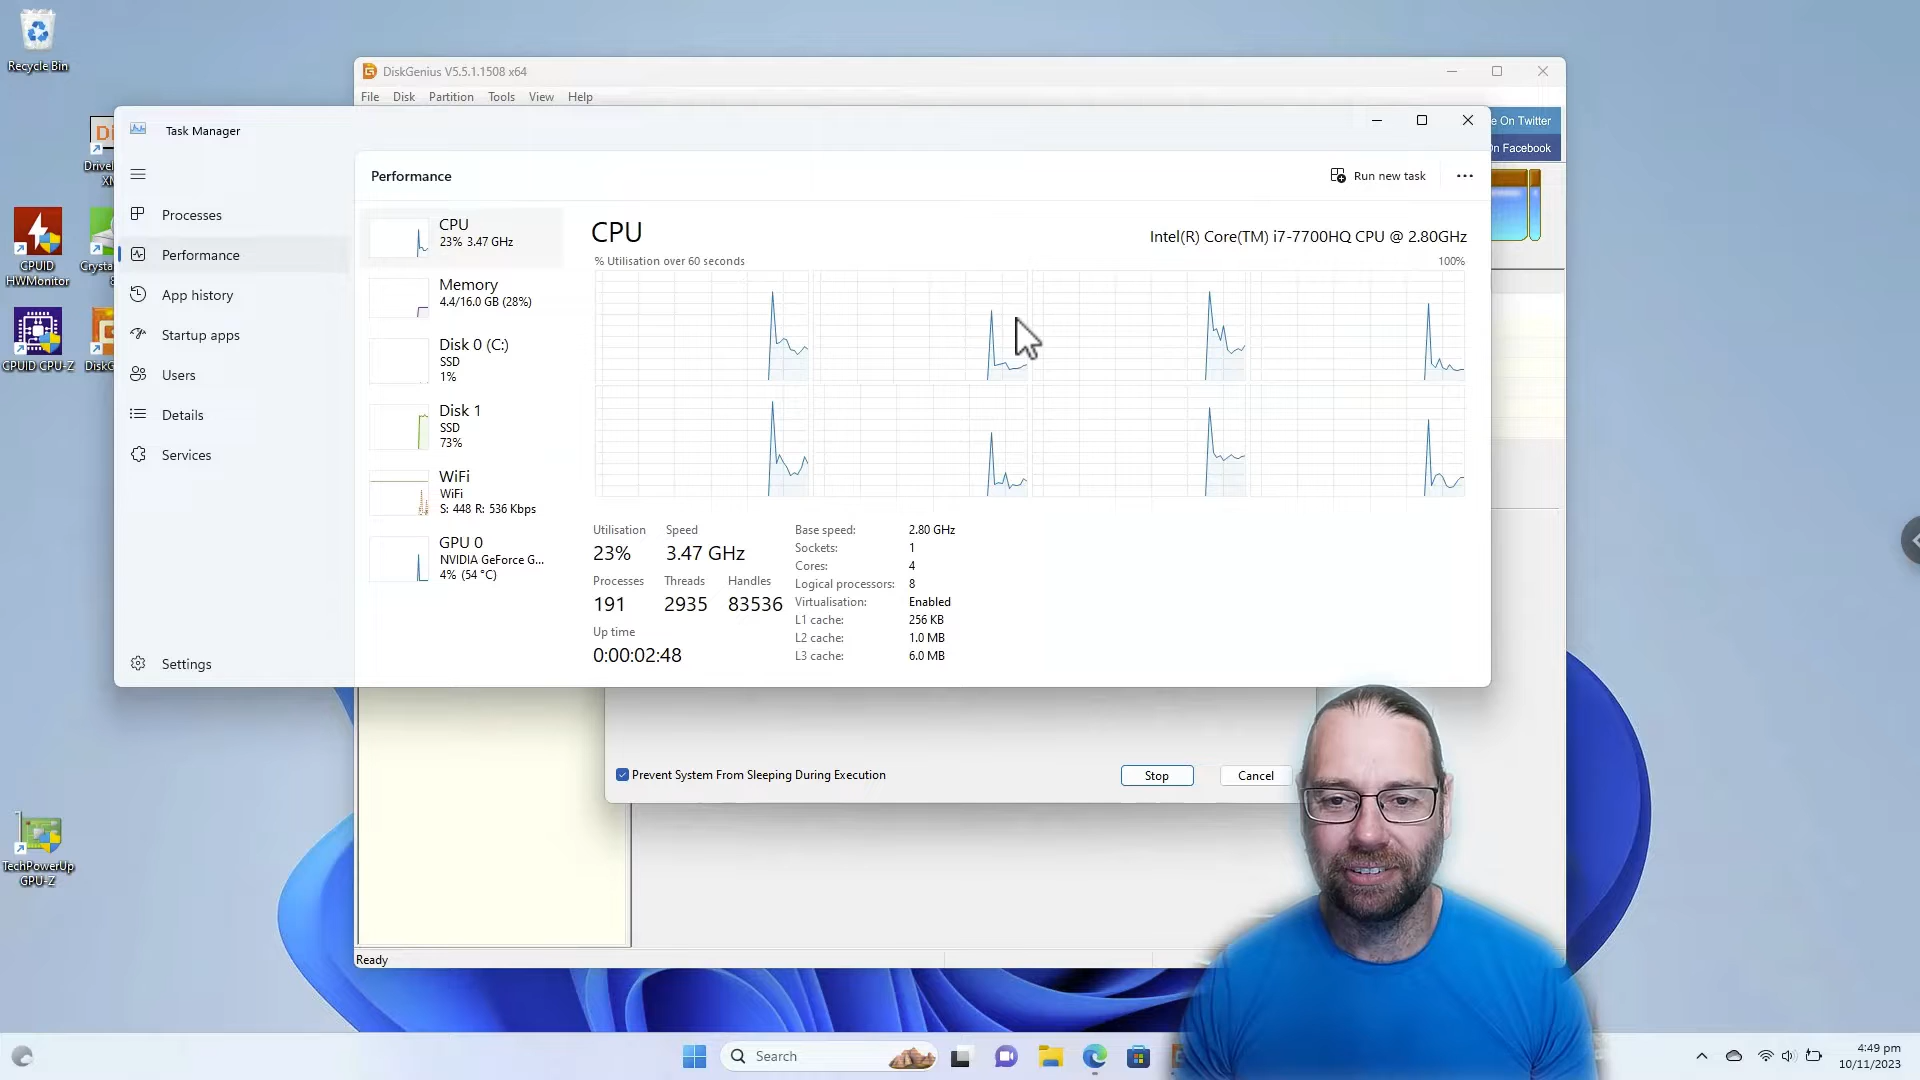 Recycle Bin
DiskGenius V5.5.1.1508 x64
File Disk Partition Tools View Help
e On Twitter
On Facebook
CPUID
HWMonitor
CPUID CPU-Z
TechPowerUp
GPU-Z
Task Manager
Processes
Performance
App history
Startup apps
Users
Details
Services
Settings
Performance
Run new task
CPU
23% 3.47 GHz
Memory
4.4/16.0 GB (28%)
Disk 0 (C:)
SSD
1%
Disk 1
SSD
73%
WiFi
WiFi
S: 448 R: 536 Kbps
GPU 0
NVIDIA GeForce G...
4% (54 °C)
CPU
Intel(R) Core(TM) i7-7700HQ CPU @ 2.80GHz
% Utilisation over 60 seconds
100%
Utilisation Speed
23% 3.47 GHz
Processes Threads Handles
191 2935 83536
Up time
0:00:02:48
Base speed: 2.80 GHz
Sockets: 1
Cores: 4
Logical processors: 8
Virtualisation: Enabled
L1 cache: 256 KB
L2 cache: 1.0 MB
L3 cache: 6.0 MB
Prevent System From Sleeping During Execution
Stop
Cancel
Ready
Search
4:49 pm
10/11/2023